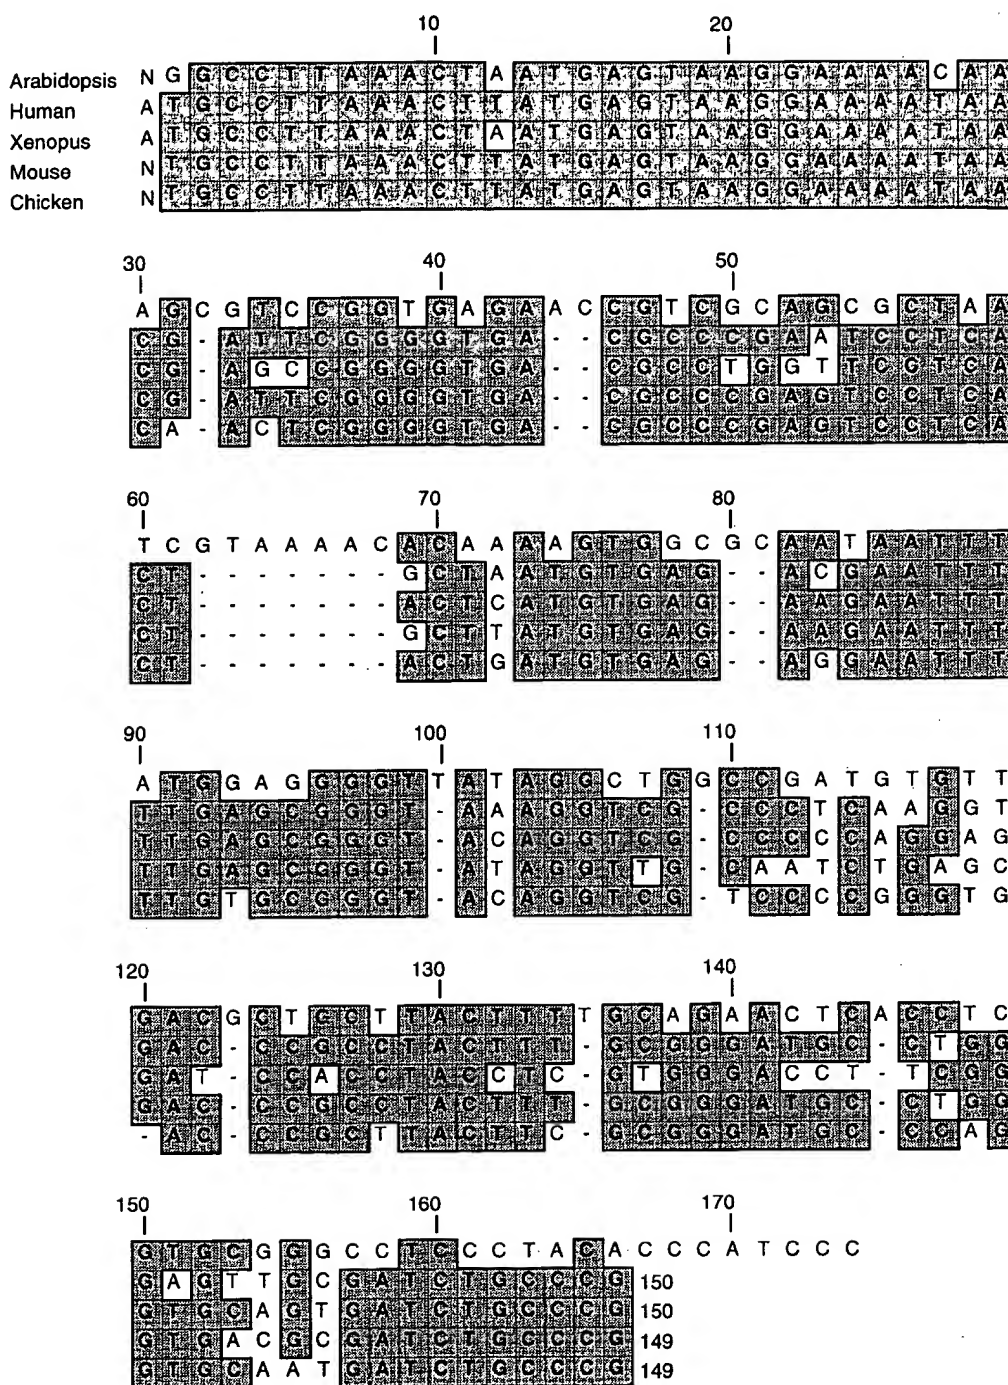 10 20
Arabidopsis N G G C C T T A A A C T A A T G A G T A A G G A A A A C A A
Human A T G C C T T A A A C T T A T G A G T A A G G A A A A T A A
Xenopus A T G C C T T A A A C T A A T G A G T A A G G A A A A T A A
Mouse N T G C C T T A A A C T T A T G A G T A A G G A A A A T A A
Chicken N T G C C T T A A A C T T A T G A G T A A G G A A A A T A A
30 40 50
A G C G T C C G G T G A G A A C C G T C G C A G C G C T A A
C G - A T T C G G G G T G A - - C G C C C G A A T C C T C A
C G - A G C C G G G G T G A - - C G C C T G G T T C G T C A
C G - A T T C G G G G T G A - - C G C C C G A G T C C T C A
C A - A C T C G G G G T G A - - C G C C C G A G T C C T C A
60 70 80
T C G T A A A A C A C A A A A G T G G C G C A A T A A T T T
C T - - - - - - - G C T A A T G T G A G - - A C G A A T T T
C T - - - - - - - A C T C A T G T G A G - - A A G A A T T T
C T - - - - - - - G C T T A T G T G A G - - A A G A A T T T
C T - - - - - - - A C T G A T G T G A G - - A G G A A T T T
90 100 110
A T G G A G G G G T T A T A G G C T G G C C G A T G T G T T
T T G A G C G G G T - A A A G G T C G - C C C T C A A G G T
T T G A G C G G G T - A C A G G T C G - C C C C C A G G A G
T T G A G C G G G T - A T A G G T T G - C A A T C T G A G C
T T G T G C G G G T - A C A G G T C G - T C C C C G G G T G
120 130 140
G A C G G T G C T T A C T T T T G C A G A A C T C A C C T C
G A C - G C G C C T A C T T T - G C G G G A T G C - C T G G
G A T - C C A C C T A C C T C - G T G G G A C C T - T C G G
G A C - C C G C C T A C T T T - G C G G G A T G C - C T G G
- A C - C C G C T T A C T T C - G C G G G A T G C - C C A G
150 160 170
G T G C G G G C C T C C C T A C A C C C A T C C C
G A G T T G C G A T C T G C C C G 150
G T G C A G T G A T C T G C C C G 150
G T G A C G C G A T C T G C C C G 149
G T G C A A T G A T C T G C C C G 149